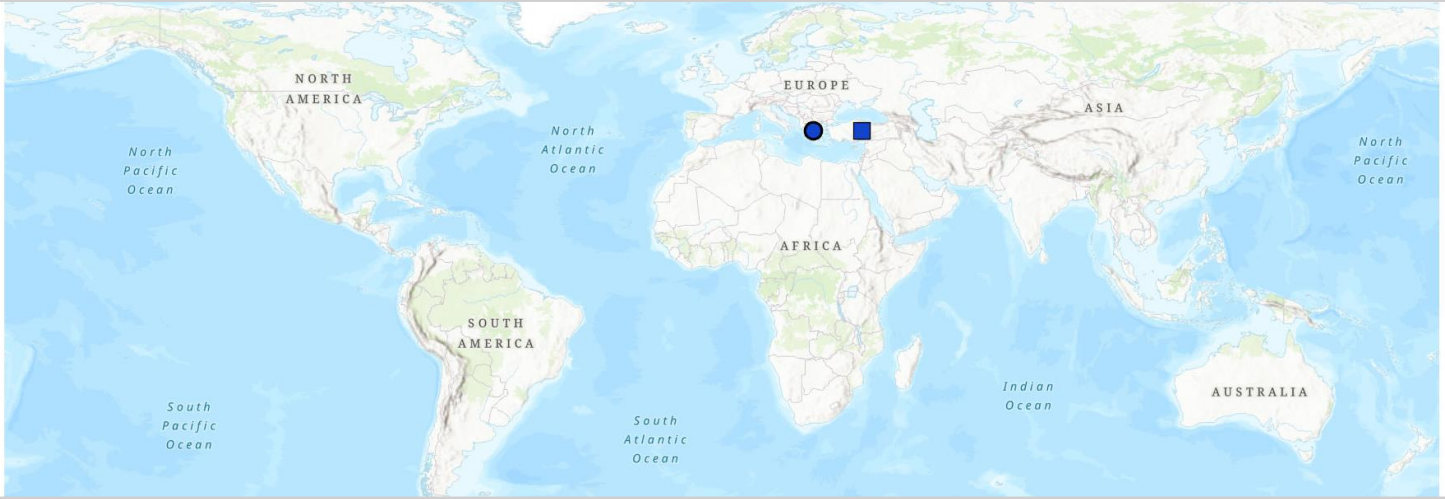 NORTH
AMERICA
EUROPE
ASIA
North
Atlantic
Ocean
North
Pacific
Ocean
North
Pacific
Ocean
AFRICA
SOUTH
AMERICA
Indian
Ocean
AUSTRALIA
South
Pacific
Ocean
South
Atlantic
Ocean